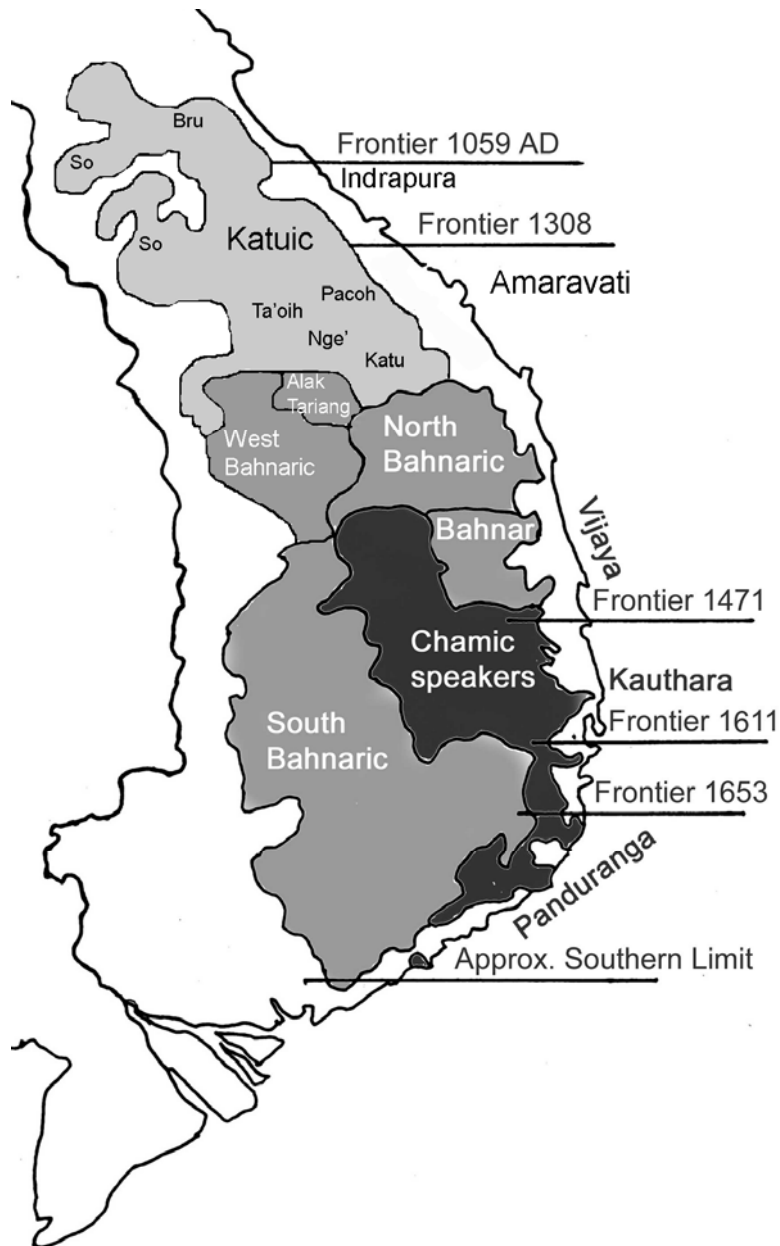 Bru
Frontier 1059 AD
So
Indrapura
Frontier 1308
So
Katuic
Amaravati
Pacoh
Ta'oih
Nge'
Katu
Alak
Tariang
West
Bahnaric
North
Bahnaric
Vijaya
Bahnar
Frontier 1471
Chamic
speakers
Kauthara
South
Bahnaric
Frontier 1611
Frontier 1653
Panduranga
Approx. Southern Limit